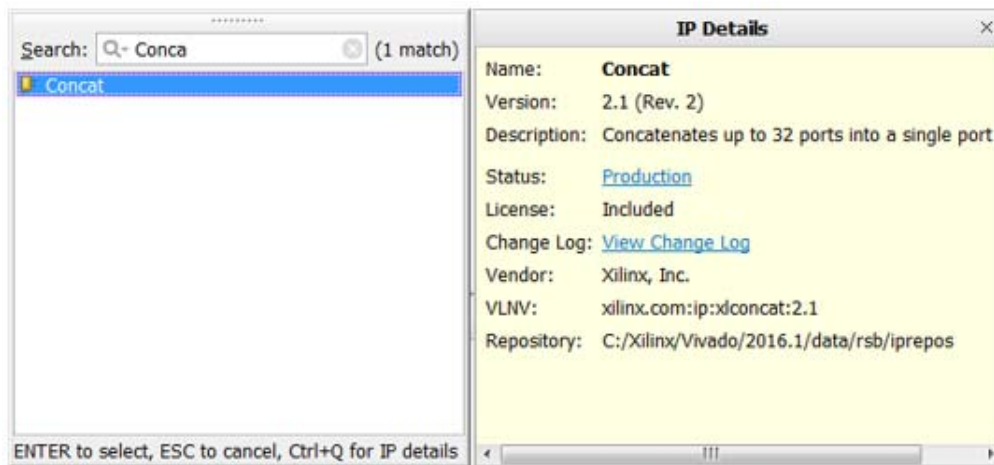 Search: Conca (1 match)
Concat
ENTER to select, ESC to cancel, Ctrl+Q for IP details
IP Details
Name: Concat
Version: 2.1 (Rev. 2)
Description: Concatenates up to 32 ports into a single port
Status: Production
License: Included
Change Log: View Change Log
Vendor: Xilinx, Inc.
VLNV: xilinx.com:ip:xlconcat:2.1
Repository: C:/Xilinx/Vivado/2016.1/data/rsb/iprepos